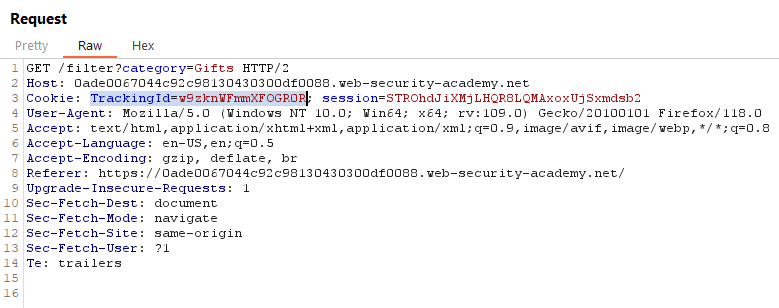 Request
Pretty Raw Hex
1 GET /filter?category=Gifts HTTP/2
2 Host: 0ade0067044c92c98130430300df0088.web-security-academy.net
3 Cookie: TrackingId=w9zknWFmmXFOGROR; session=STROhdJiXMjLHQR8LQMAxoxUjSxmdsb2
4 User-Agent: Mozilla/5.0 (Windows NT 10.0; Win64; x64; rv:109.0) Gecko/20100101 Firefox/118.0
5 Accept: text/html,application/xhtml+xml,application/xml;q=0.9,image/avif,image/webp,*/*;q=0.8
6 Accept-Language: en-US,en;q=0.5
7 Accept-Encoding: gzip, deflate, br
8 Referer: https://0ade0067044c92c98130430300df0088.web-security-academy.net/
9 Upgrade-Insecure-Requests: 1
10 Sec-Fetch-Dest: document
11 Sec-Fetch-Mode: navigate
12 Sec-Fetch-Site: same-origin
13 Sec-Fetch-User: ?1
14 Te: trailers
15
16